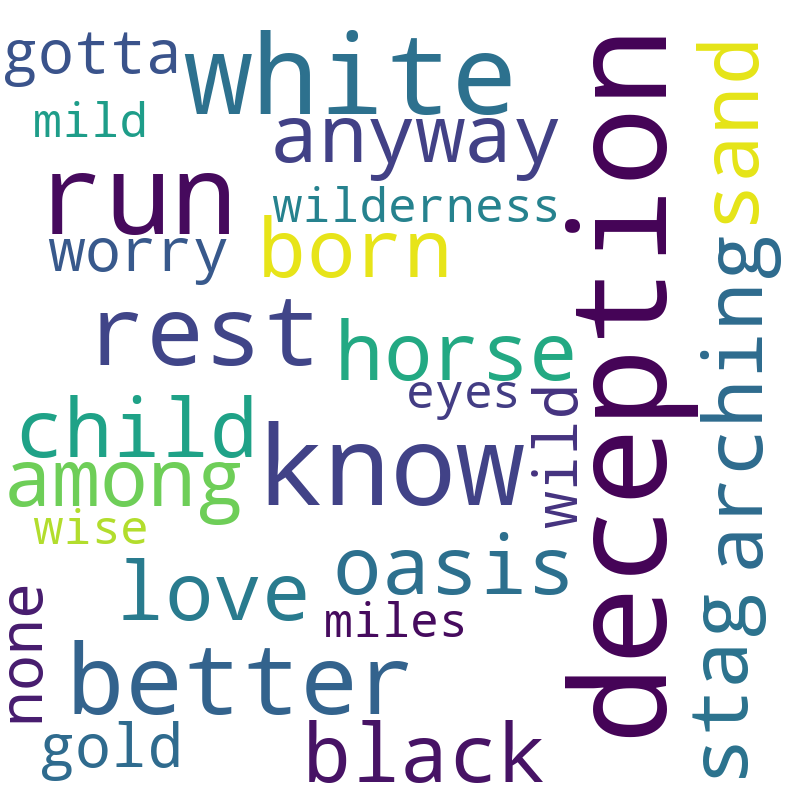 gotta
white
mild
anyway
run
wilderness
worry
born
rest
horse
eyes
child
know
wild
among
wise
oasis
love
miles
none
better
gold
black
deception
sand
arching
stag